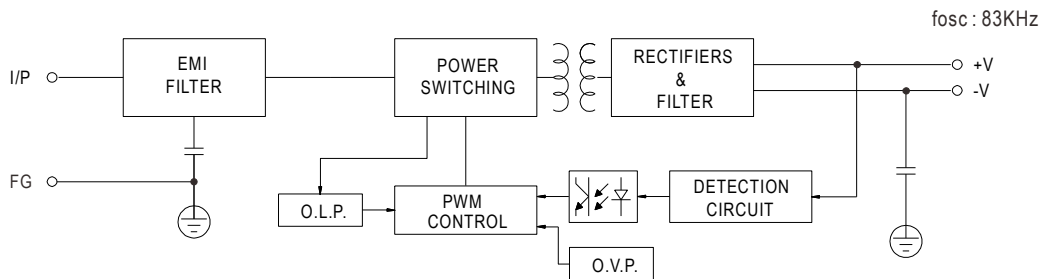 fosc : 83KHz
I/P
EMI
FILTER
POWER
SWITCHING
RECTIFIERS
&
FILTER
+V
-V
FG
O.L.P.
PWM
CONTROL
DETECTION
CIRCUIT
O.V.P.